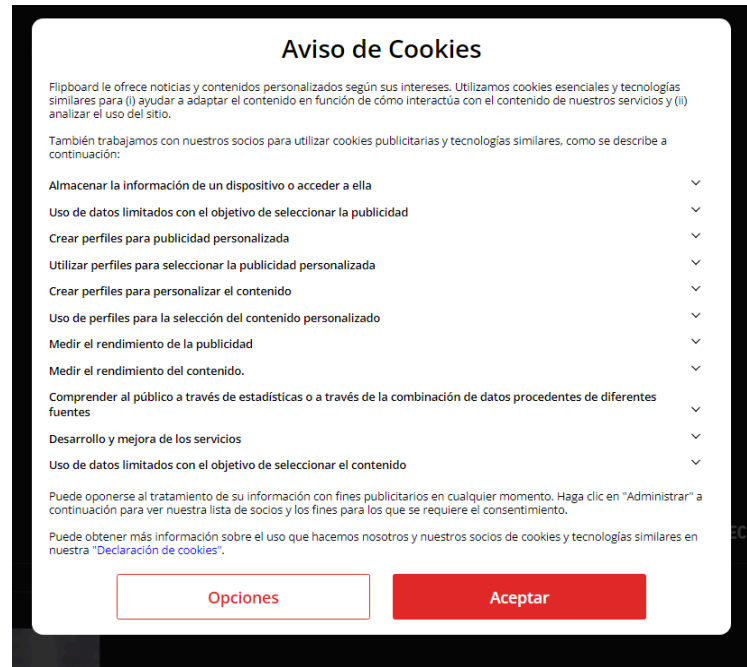 Aviso de Cookies
Flipboard le ofrece noticias y contenidos personalizados según sus intereses. Utilizamos cookies esenciales y tecnologías
similares para (i) ayudar a adaptar el contenido en función de cómo interactúa con el contenido de nuestros servicios y (ii)
analizar el uso del sitio.
También trabajamos con nuestros socios para utilizar cookies publicitarias y tecnologías similares, como se describe a
continuación:
Almacenar la información de un dispositivo o acceder a ella
Uso de datos limitados con el objetivo de seleccionar la publicidad
Crear perfiles para publicidad personalizada
Utilizar perfiles para seleccionar la publicidad personalizada
Crear perfiles para personalizar el contenido
Uso de perfiles para la selección del contenido personalizado
Medir el rendimiento de la publicidad
Medir el rendimiento del contenido.
Comprender al público a través de estadísticas o a través de la combinación de datos procedentes de diferentes
fuentes
Desarrollo y mejora de los servicios
Uso de datos limitados con el objetivo de seleccionar el contenido
Puede oponerse al tratamiento de su información con fines publicitarios en cualquier momento. Haga clic en "Administrar" a
continuación para ver nuestra lista de socios y los fines para los que se requiere el consentimiento.
Puede obtener más información sobre el uso que hacemos nosotros y nuestros socios de cookies y tecnologías similares en
nuestra "Declaración de cookies".
Opciones
Aceptar